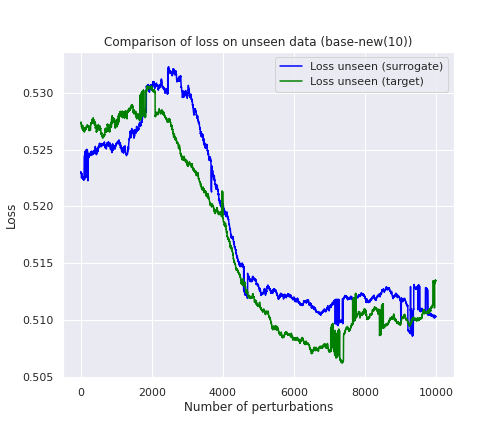 Comparison of loss on unseen data (base-new(10))
Loss unseen (surrogate)
Loss unseen (target)
0.530
0.525
0.520
0.515
0.510
0.505
Loss
0 2000 4000 6000 8000 10000
Number of perturbations